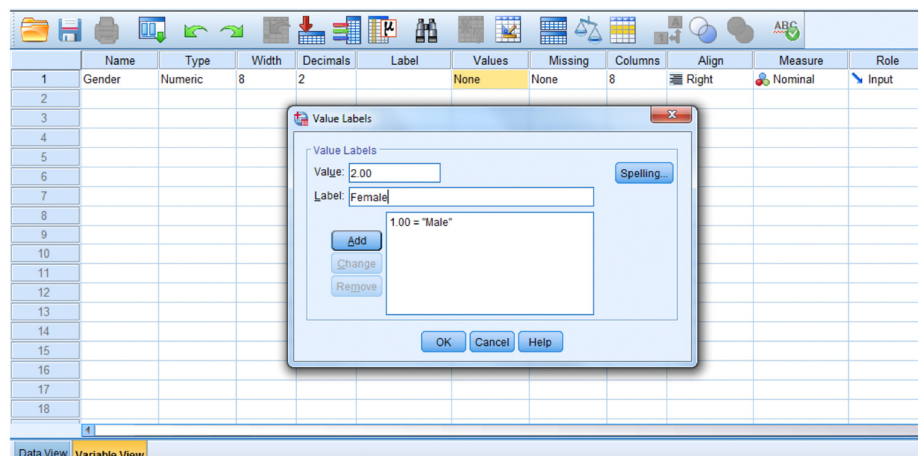 ABC
Name Type Width Decimals Label Values Missing Columns Align Measure Role
1 Gender Numeric 8 2 None None 8 Right Nominal Input
2
3
4
5
6
7
8
9
10
11
12
13
14
15
16
17
18
Value Labels
Value Labels
Value: 2.00
Spelling...
Label: Female
1.00 = "Male"
Add
Change
Remove
OK Cancel Help
Data View Variable View